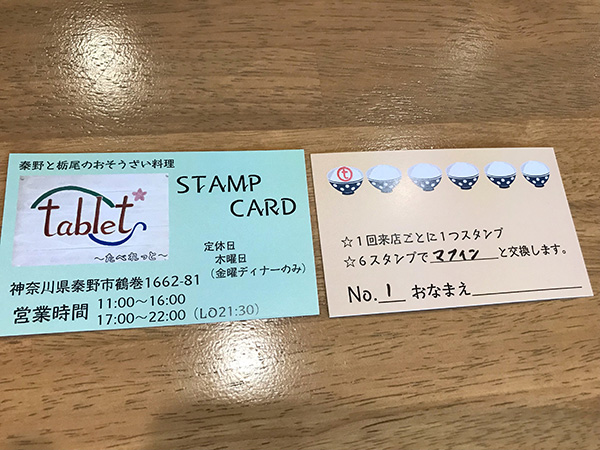 秦野と栃尾のおそうざい料理
tablet
～たべれっと～
STAMP
CARD
定休日
木曜日
（金曜ディナーのみ）
神奈川県秦野市鶴巻1662-81
営業時間 11:00～16:00
17:00～22:00（LO21:30）
t
☆1回来店ごとに1つスタンプ
☆6スタンプでマフィンと交換します。
No. 1 おなまえ